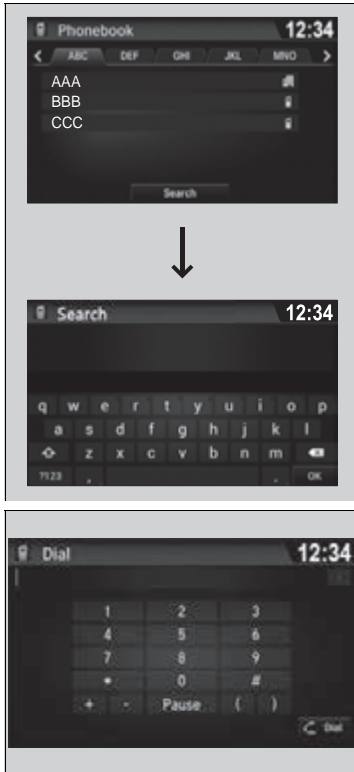 Phonebook 12:34
< ABC DEF GHI JKL MNO >
AAA
BBB
CCC
Search
Search 12:34
q w e r t y u i o p
a s d f g h j k l
z x c v b n m
?123 , . OK
Dial 12:34
1 2 3
4 5 6
7 8 9
* 0 #
+ - Pause ( )
Dial